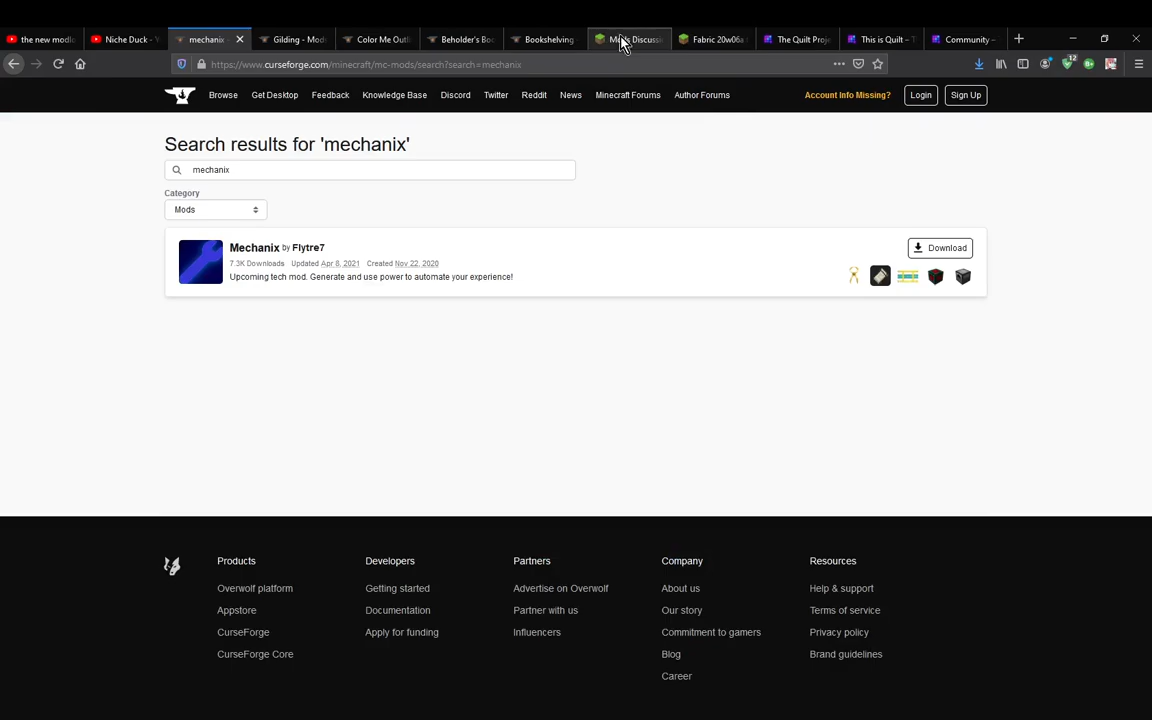 the new modl
Niche Duck - Y
mechanix
Gilding - Mod
Color Me Outl
Beholder's Boo
Bookshelving
Mods Discussi
Fabric 20w06a
The Quilt Proje
This is Quilt – T
Community –
https://www.curseforge.com/minecraft/mc-mods/search?search=mechanix
12
Browse
Get Desktop
Feedback
Knowledge Base
Discord
Twitter
Reddit
News
Minecraft Forums
Author Forums
Account Info Missing?
Login
Sign Up
Search results for 'mechanix'
mechanix
Category
Mods
Mechanix by Flytre7
Download
7.3K Downloads Updated Apr 8, 2021 Created Nov 22, 2020
Upcoming tech mod. Generate and use power to automate your experience!
Products
Developers
Partners
Company
Resources
Overwolf platform
Getting started
Advertise on Overwolf
About us
Help & support
Appstore
Documentation
Partner with us
Our story
Terms of service
CurseForge
Apply for funding
Influencers
Commitment to gamers
Privacy policy
CurseForge Core
Blog
Brand guidelines
Career